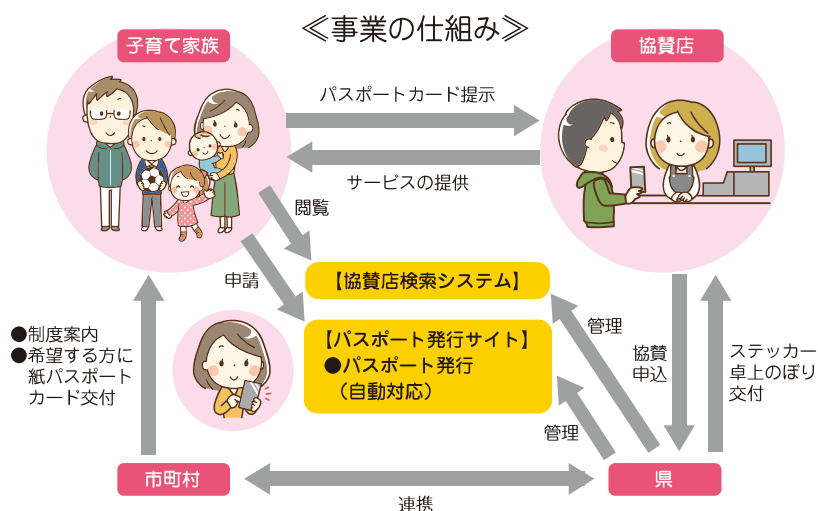 ≪事業の仕組み≫
子育て家族
協賛店
パスポートカード提示
サービスの提供
閲覧
申請
【協賛店検索システム】
【パスポート発行サイト】
●パスポート発行
（自動対応）
管理
管理
●制度案内
●希望する方に
紙パスポート
カード交付
協賛
申込
ステッカー
卓上のぼり
交付
市町村
県
連携